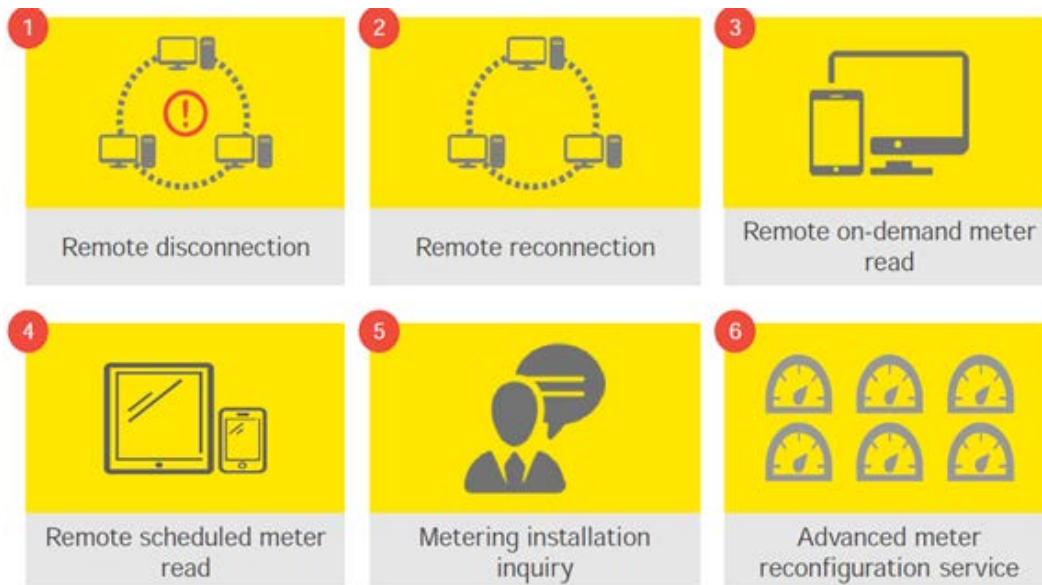 1
Remote disconnection
2
Remote reconnection
3
Remote on-demand meter
read
4
Remote scheduled meter
read
5
Metering installation
inquiry
6
Advanced meter
reconfiguration service